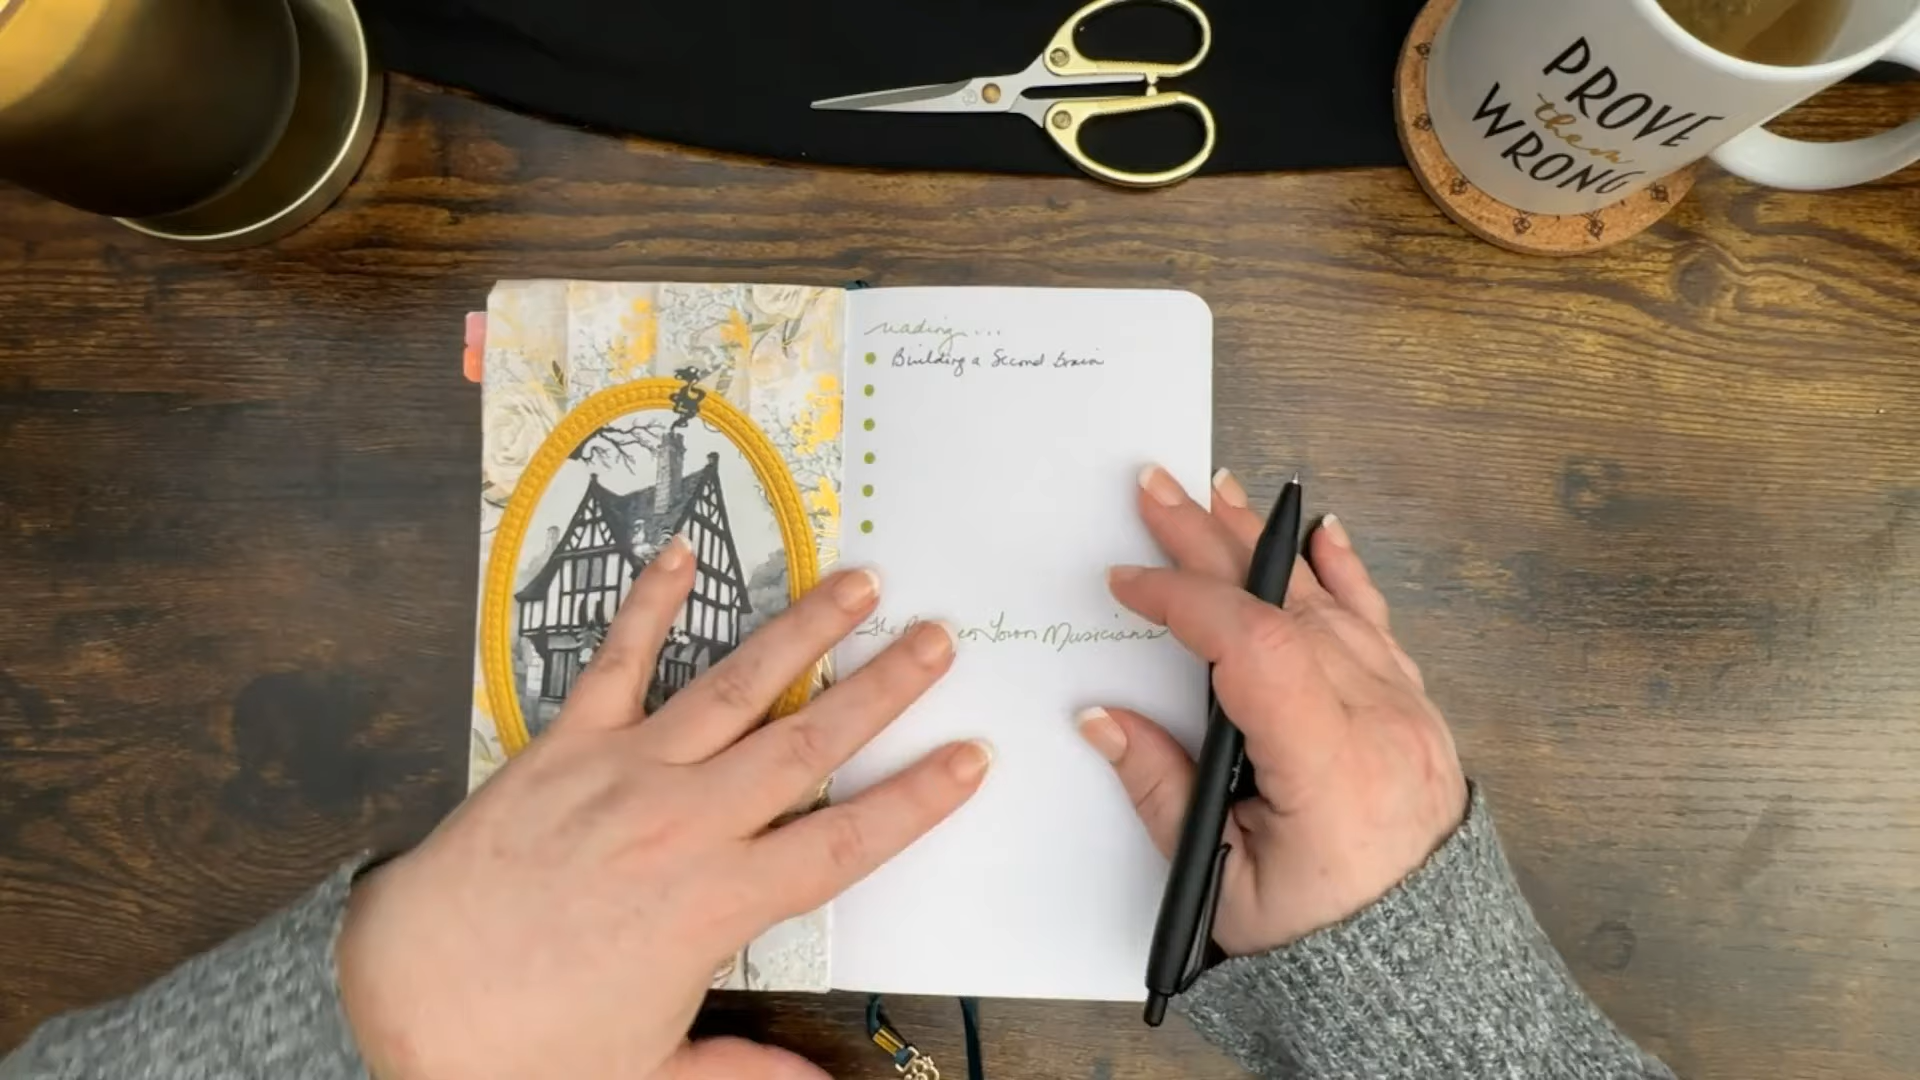 PROVE
them
WRONG
reading...
Building a Second Brain
The Town Musicians